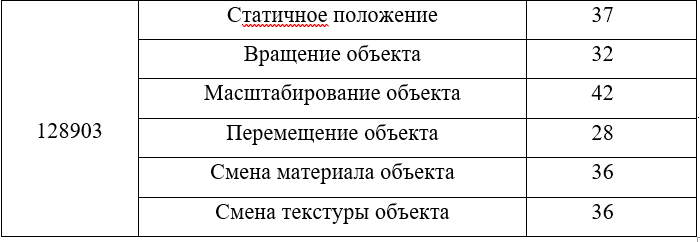 Статичное положение 37
Вращение объекта 32
Масштабирование объекта 42
128903 Перемещение объекта 28
Смена материала объекта 36
Смена текстуры объекта 36